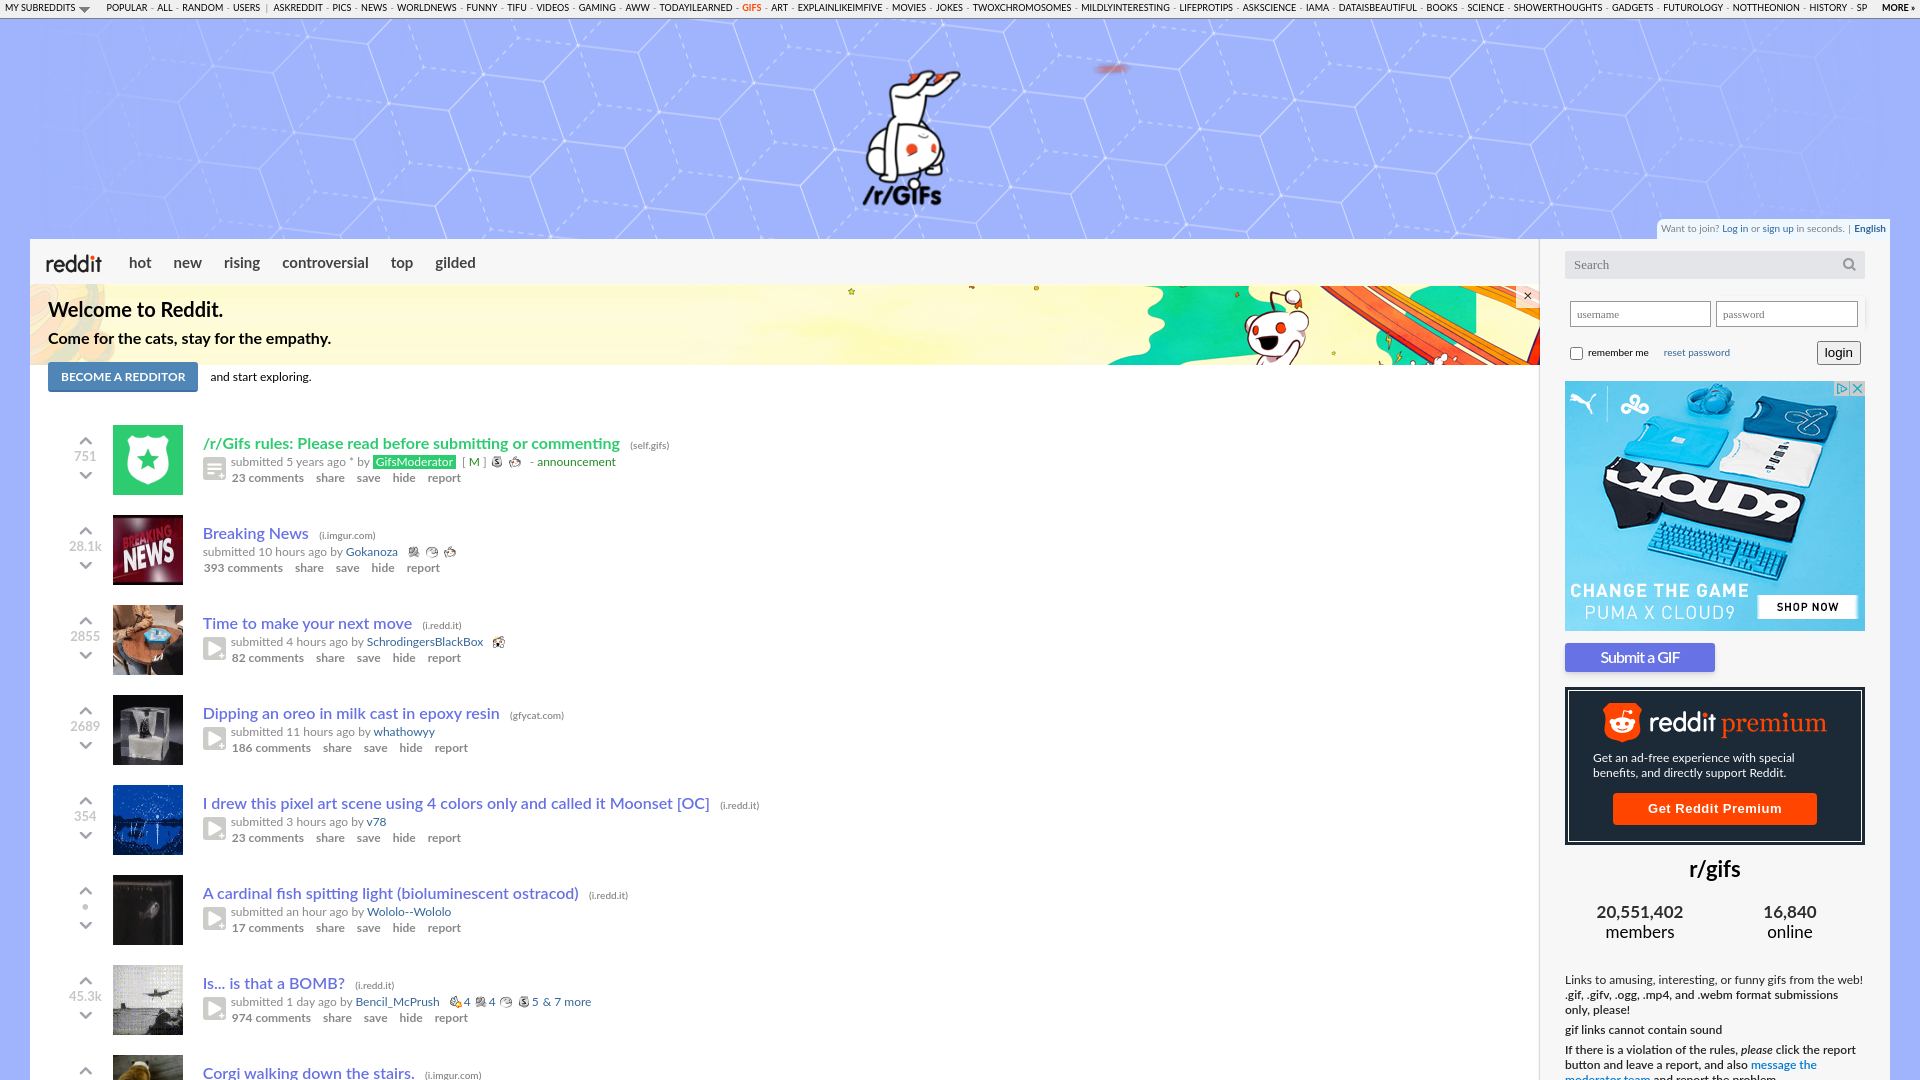 MY SUBREDDITS POPULAR - ALL - RANDOM - USERS | ASKREDDIT - PICS - NEWS - WORLDNEWS - FUNNY - TIFU - VIDEOS - GAMING - AWW - TODAYILEARNED - GIFS - ART - EXPLAINLIKEIMFIVE - MOVIES - JOKES - TWOXCHROMOSOMES - MILDLYINTERESTING - LIFEPROTIPS - ASKSCIENCE - IAMA - DATAISBEAUTIFUL - BOOKS - SCIENCE - SHOWERTHOUGHTS - GADGETS - FUTUROLOGY - NOTTHEONION - HISTORY - SP MORE »
/r/GIFs
Want to join? Log in or sign up in seconds. | English
reddit hot new rising controversial top gilded
Welcome to Reddit.
Come for the cats, stay for the empathy.
BECOME A REDDITOR and start exploring.
751
/r/Gifs rules: Please read before submitting or commenting (self.gifs)
submitted 5 years ago * by GifsModerator [ M ] - announcement
23 comments share save hide report
BREAKING
NEWS
28.1k
Breaking News (i.imgur.com)
submitted 10 hours ago by Gokanoza
393 comments share save hide report
2855
Time to make your next move (i.redd.it)
submitted 4 hours ago by SchrodingersBlackBox
82 comments share save hide report
2689
Dipping an oreo in milk cast in epoxy resin (gfycat.com)
submitted 11 hours ago by whathowyy
186 comments share save hide report
354
I drew this pixel art scene using 4 colors only and called it Moonset [OC] (i.redd.it)
submitted 3 hours ago by v78
23 comments share save hide report
•
A cardinal fish spitting light (bioluminescent ostracod) (i.redd.it)
submitted an hour ago by Wololo--Wololo
17 comments share save hide report
45.3k
Is... is that a BOMB? (i.redd.it)
submitted 1 day ago by Bencil_McPrush 4 4 5 & 7 more
974 comments share save hide report
Corgi walking down the stairs. (i.imgur.com)
Search
username password
remember me reset password login
CLOUD9
CHANGE THE GAME
PUMA X CLOUD9
SHOP NOW
Submit a GIF
reddit premium
Get an ad-free experience with special
benefits, and directly support Reddit.
Get Reddit Premium
r/gifs
20,551,402 16,840
members online
Links to amusing, interesting, or funny gifs from the web!
.gif, .gifv, .ogg, .mp4, and .webm format submissions
only, please!
gif links cannot contain sound
If there is a violation of the rules, please click the report
button and leave a report, and also message the
moderator team and report the problem.